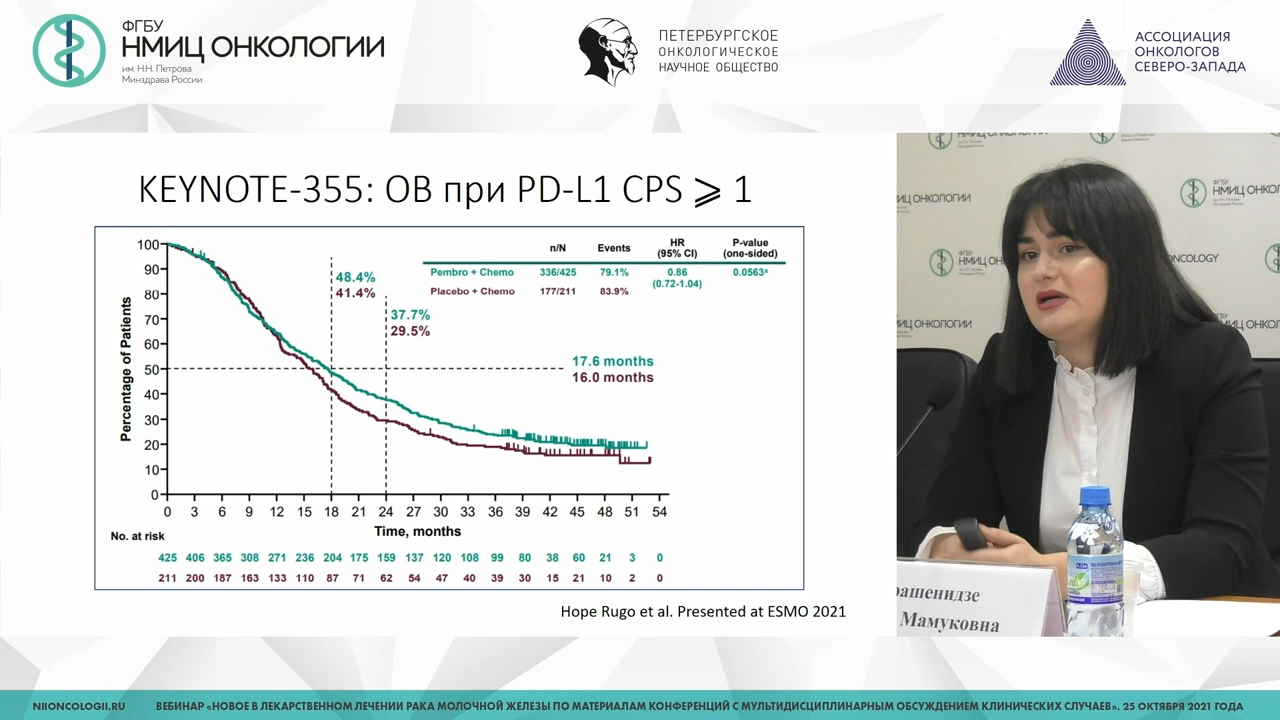 ФГБУ
НМИЦ ОНКОЛОГИИ
им. Н.Н. Петрова
Минздрава России
ПЕТЕРБУРГСКОЕ
ОНКОЛОГИЧЕСКОЕ
НАУЧНОЕ ОБЩЕСТВО
АССОЦИАЦИЯ
ОНКОЛОГОВ
СЕВЕРО-ЗАПАДА
KEYNOTE-355: ОВ при PD-L1 CPS ⩾ 1
n/N Events HR (95% CI) P-value (one-sided)
Pembro + Chemo 336/425 79.1% 0.86 (0.72-1.04) 0.0563ᵃ
Placebo + Chemo 177/211 83.9%
48.4%
41.4%
37.7%
29.5%
17.6 months
16.0 months
Percentage of Patients
100
90
80
70
60
50
40
30
20
10
0
0 3 6 9 12 15 18 21 24 27 30 33 36 39 42 45 48 51 54
Time, months
No. at risk
425 406 365 308 271 236 204 175 159 137 120 108 99 80 38 60 21 3 0
211 200 187 163 133 110 87 71 62 54 47 40 39 30 15 21 10 2 0
Hope Rugo et al. Presented at ESMO 2021
ФГБУ
НМИЦ ОНКОЛОГИИ
рашенидзе
Мамуковна
NIIONCOLOGII.RU
ВЕБИНАР «НОВОЕ В ЛЕКАРСТВЕННОМ ЛЕЧЕНИИ РАКА МОЛОЧНОЙ ЖЕЛЕЗЫ ПО МАТЕРИАЛАМ КОНФЕРЕНЦИЙ С МУЛЬТИДИСЦИПЛИНАРНЫМ ОБСУЖДЕНИЕМ КЛИНИЧЕСКИХ СЛУЧАЕВ». 25 ОКТЯБРЯ 2021 ГОДА